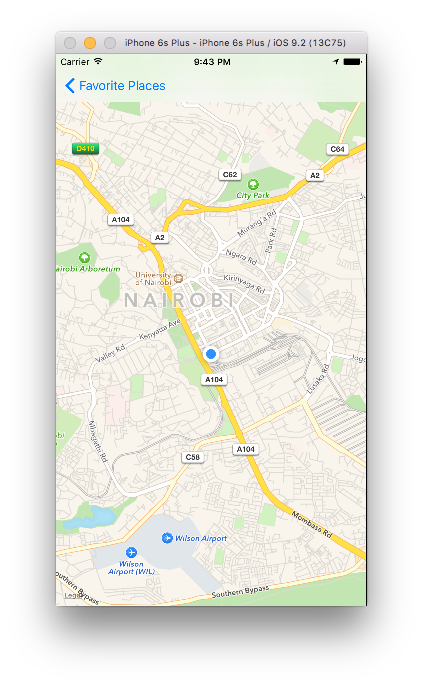 iPhone 6s Plus - iPhone 6s Plus / iOS 9.2 (13C75)
Carrier
9:43 PM
Favorite Places
D410
C64
C62
A2
City Park
A104
Murang'a Rd
A2
Park Rd
Ngara Rd
Nairobi Arboretum
University
of Nairobi
Kirinyaga Rd
NAIROBI
Kenyatta Ave
Valley Rd
Jogo
A104
Lusaka Rd
Ndutu
A104
C58
Mombasa Rd
Wilson Airport
Wilson
Airport (WIL)
Southern Bypass
Southern Bypass
Legal